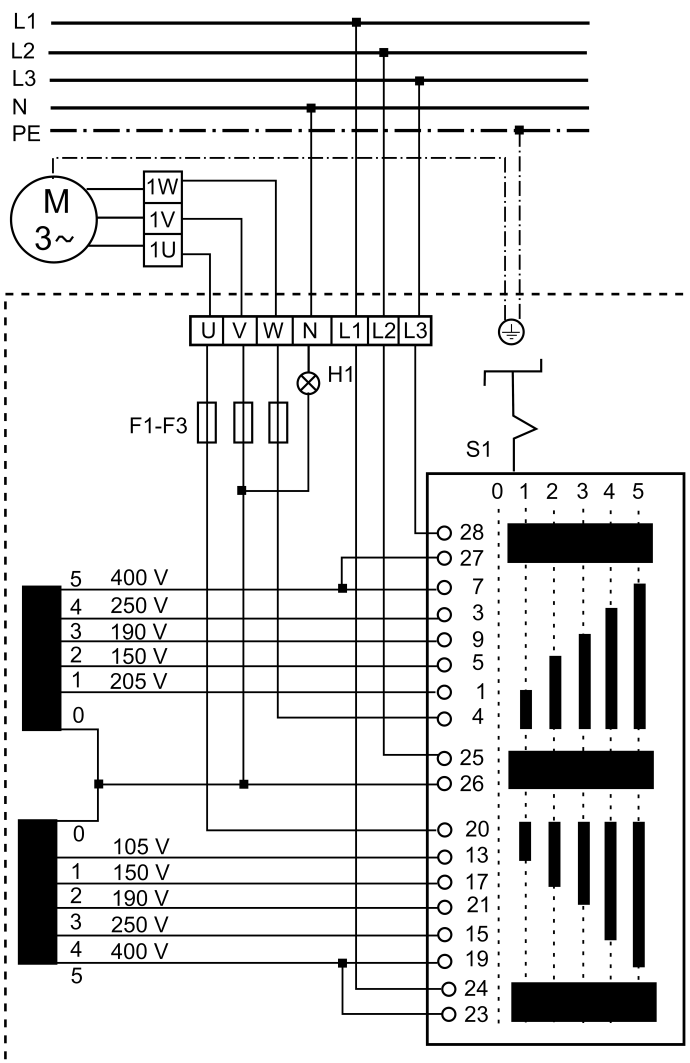 L1
L2
L3
N
PE
M
3~
1W
1V
1U
U V W N L1 L2 L3
H1
F1-F3
S1
0 1 2 3 4 5
28
27
5 400 V 7
4 250 V 3
3 190 V 9
2 150 V 5
1 205 V 1
0 4
25
26
0 20
105 V 13
1 150 V 17
2 190 V 21
3 250 V 15
4 400 V 19
5
24
23